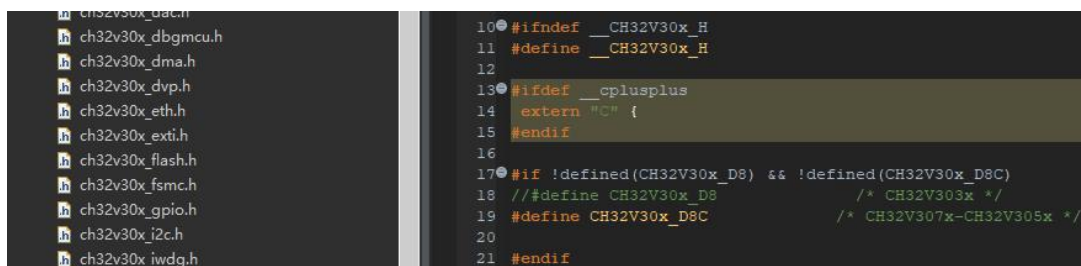 ch32v30x_dac.h
ch32v30x_dbgmcu.h
ch32v30x_dma.h
ch32v30x_dvp.h
ch32v30x_eth.h
ch32v30x_exti.h
ch32v30x_flash.h
ch32v30x_fsmc.h
ch32v30x_gpio.h
ch32v30x_i2c.h
ch32v30x_iwdg.h
10 #ifndef __CH32V30x_H
11 #define __CH32V30x_H
12
13 #ifdef __cplusplus
14 extern "C" {
15 #endif
16
17 #if !defined(CH32V30x_D8) && !defined(CH32V30x_D8C)
18 //#define CH32V30x_D8 /* CH32V303x */
19 #define CH32V30x_D8C /* CH32V307x-CH32V305x */
20
21 #endif